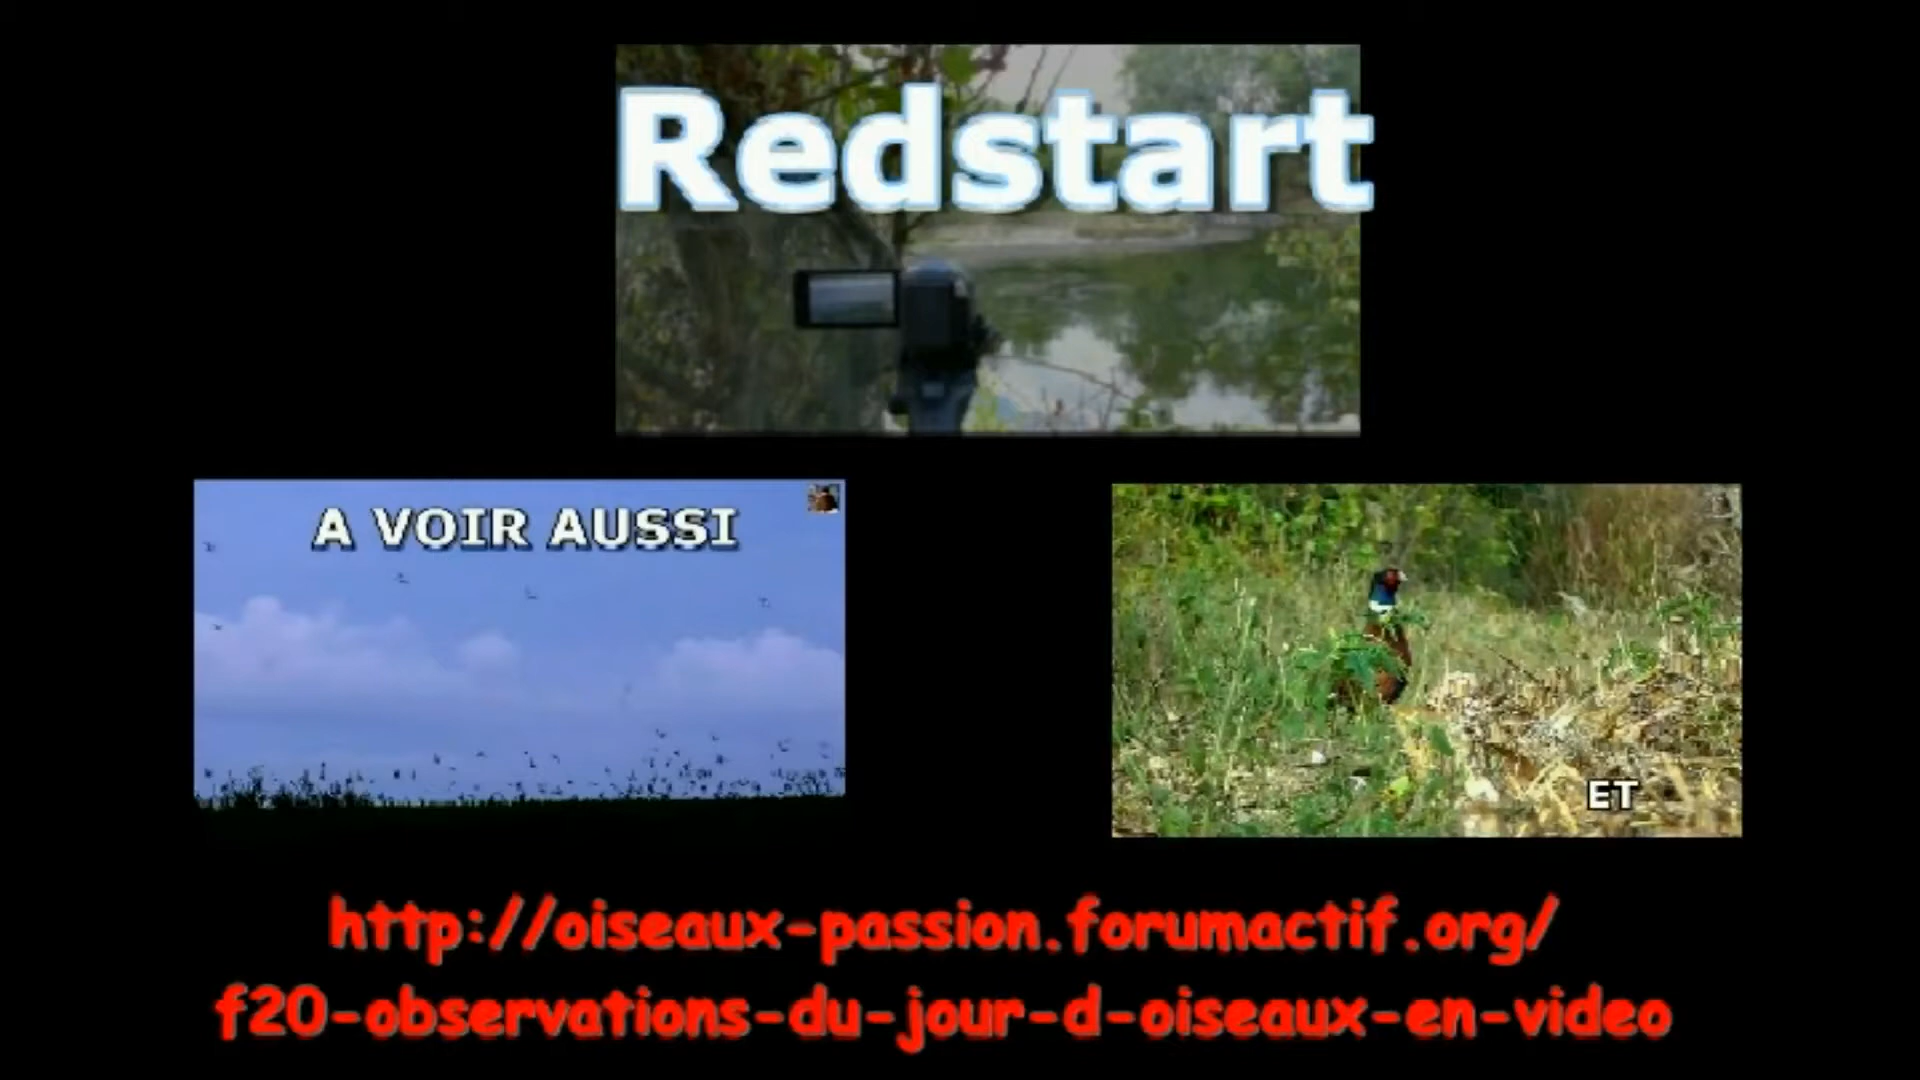 Redstart
A VOIR AUSSI
ET
http://oiseaux-passion.forumactif.org/
f20-observations-du-jour-d-oiseaux-en-video